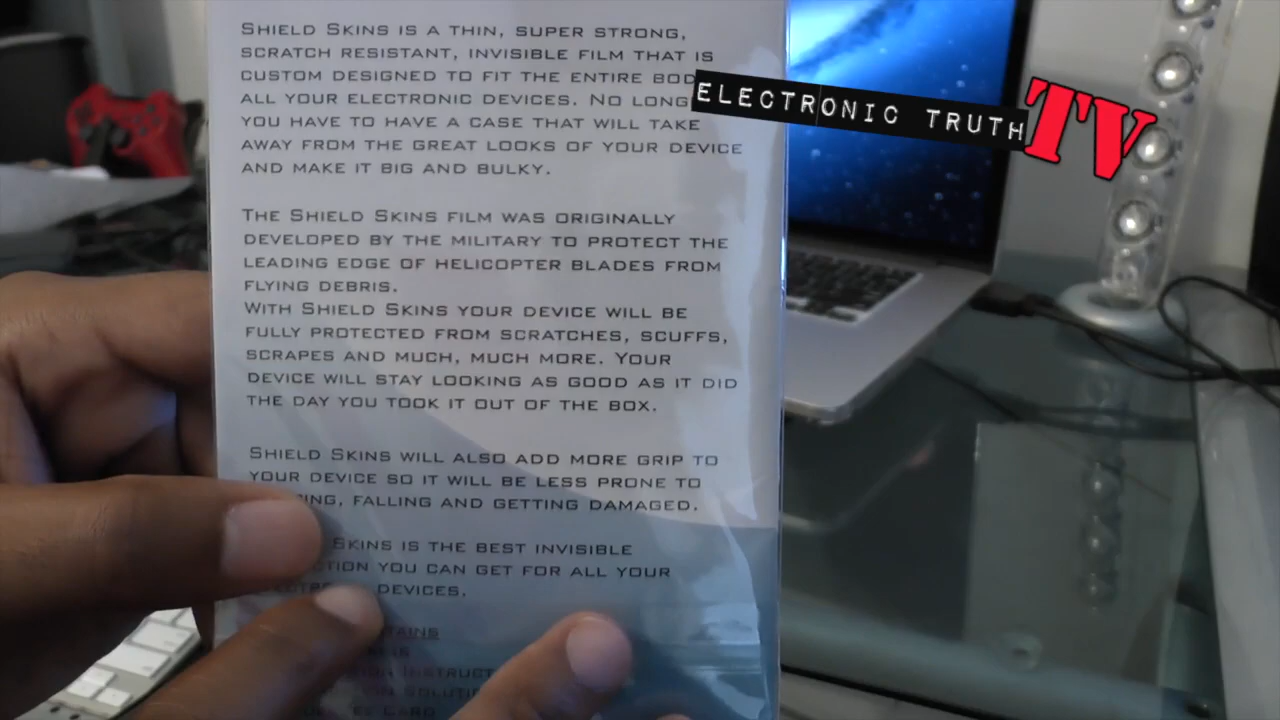 SHIELD SKINS IS A THIN, SUPER STRONG,
SCRATCH RESISTANT, INVISIBLE FILM THAT IS
CUSTOM DESIGNED TO FIT THE ENTIRE
ALL YOUR ELECTRONIC DEVICES. NO
YOU HAVE TO HAVE A CASE THAT WILL TAKE
AWAY FROM THE GREAT LOOKS OF YOUR DEVICE
AND MAKE IT BIG AND BULKY.
THE SHIELD SKINS FILM WAS ORIGINALLY
DEVELOPED BY THE MILITARY TO PROTECT THE
LEADING EDGE OF HELICOPTER BLADES FROM
FLYING DEBRIS.
WITH SHIELD SKINS YOUR DEVICE WILL BE
FULLY PROTECTED FROM SCRATCHES, SCUFFS,
SCRAPES AND MUCH, MUCH MORE. YOUR
DEVICE WILL STAY LOOKING AS GOOD AS IT DID
THE DAY YOU TOOK IT OUT OF THE BOX.
SHIELD SKINS WILL ALSO ADD MORE GRIP TO
YOUR DEVICE SO IT WILL BE LESS PRONE TO
FALLING AND GETTING DAMAGED.
SKINS IS THE BEST INVISIBLE
YOU CAN GET FOR ALL YOUR
DEVICES.
ELECTRONIC TRUTH TV